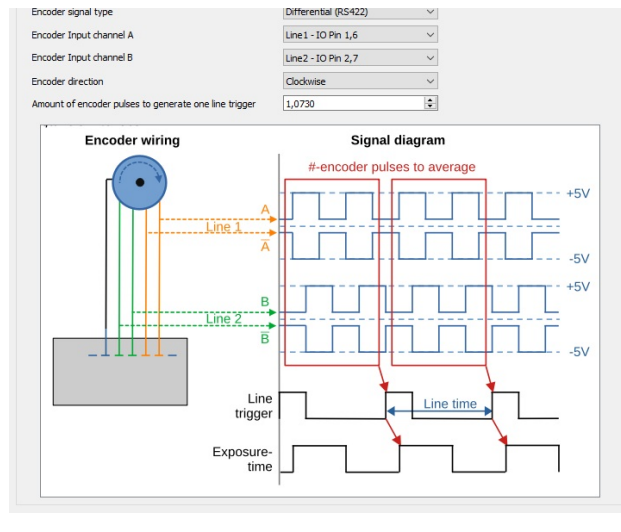 Encoder signal type Differential (RS422)
Encoder Input channel A Line1 - IO Pin 1,6
Encoder Input channel B Line2 - IO Pin 2,7
Encoder direction Clockwise
Amount of encoder pulses to generate one line trigger 1,0730
Encoder wiring Signal diagram
#-encoder pulses to average
+5V
A
Line 1
A̅
-5V
+5V
B
Line 2
B̅
-5V
Line
trigger
Line time
Exposure-
time